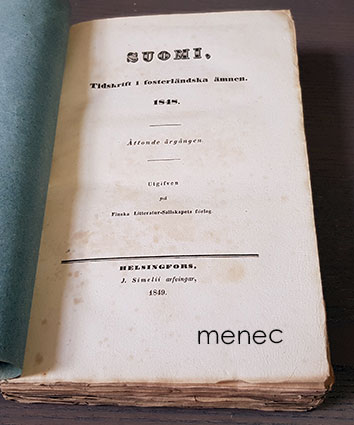 SUOMI,
Tidskrift i fosterländska ämnen.
1848.
Åttonde årgången
Utgifven
på
Finska Litteratur-Sällskapets förlag
HELSINGFORS,
J. Simelii arfvingar,
1849.
menec